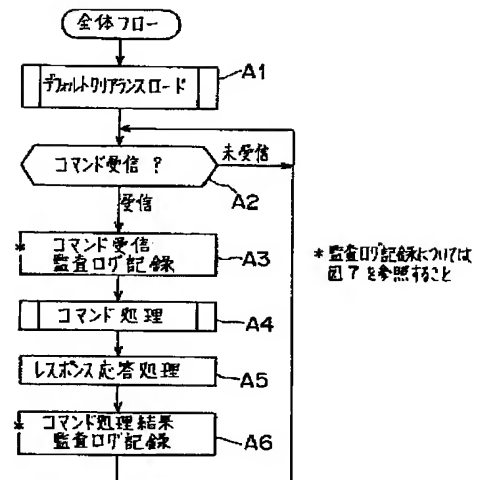 全体フロー
デフォルトクリアランスロード
A1
コマンド受信 ?
未受信
A2
受信
* コマンド受信
監査ログ記録
A3
* 監査ログ記録については
図7を参照すること
コマンド処理
A4
レスポンス応答処理
A5
* コマンド処理結果
監査ログ記録
A6